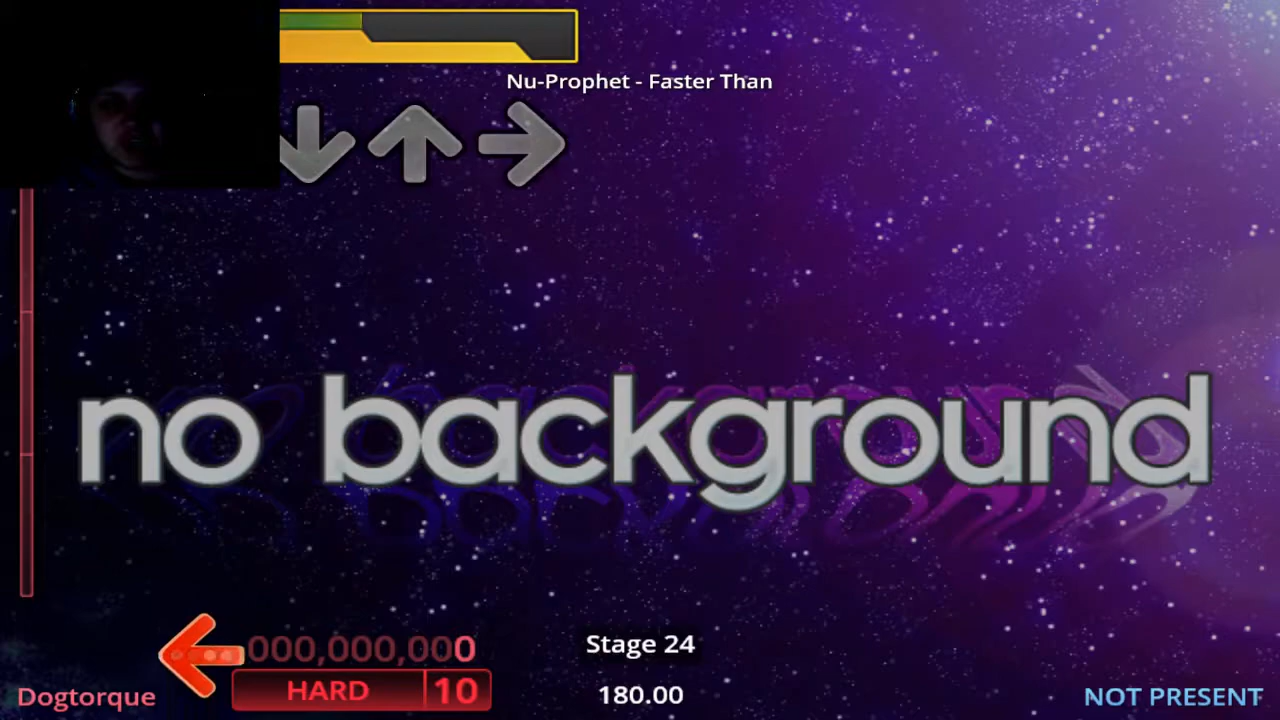 Nu-Prophet - Faster Than
no background
000,000,000
Stage 24
HARD 10
180.00
Dogtorque
NOT PRESENT